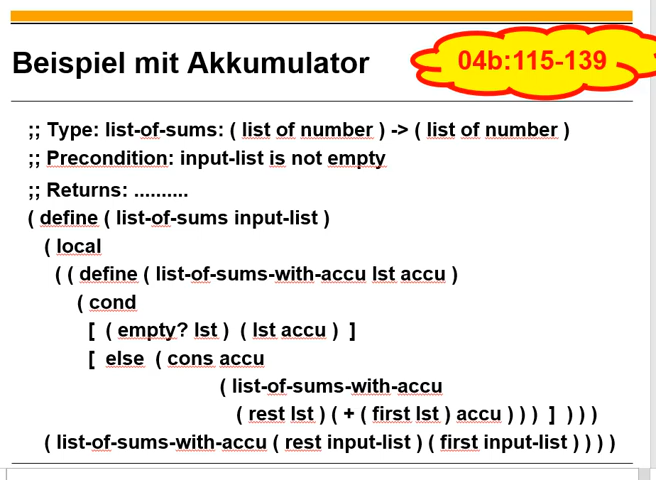 Beispiel mit Akkumulator
04b:115-139
;; Type: list-of-sums: ( list of number ) -> ( list of number )
;; Precondition: input-list is not empty
;; Returns: ..........
( define ( list-of-sums input-list )
( local
( ( define ( list-of-sums-with-accu lst accu )
( cond
[ ( empty? lst ) ( lst accu ) ]
[ else ( cons accu
( list-of-sums-with-accu
( rest lst ) ( + ( first lst ) accu ) ) ) ] ) ) )
( list-of-sums-with-accu ( rest input-list ) ( first input-list ) ) ) )